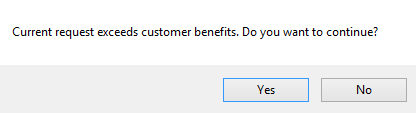 Current request exceeds customer benefits. Do you want to continue?
Yes
No